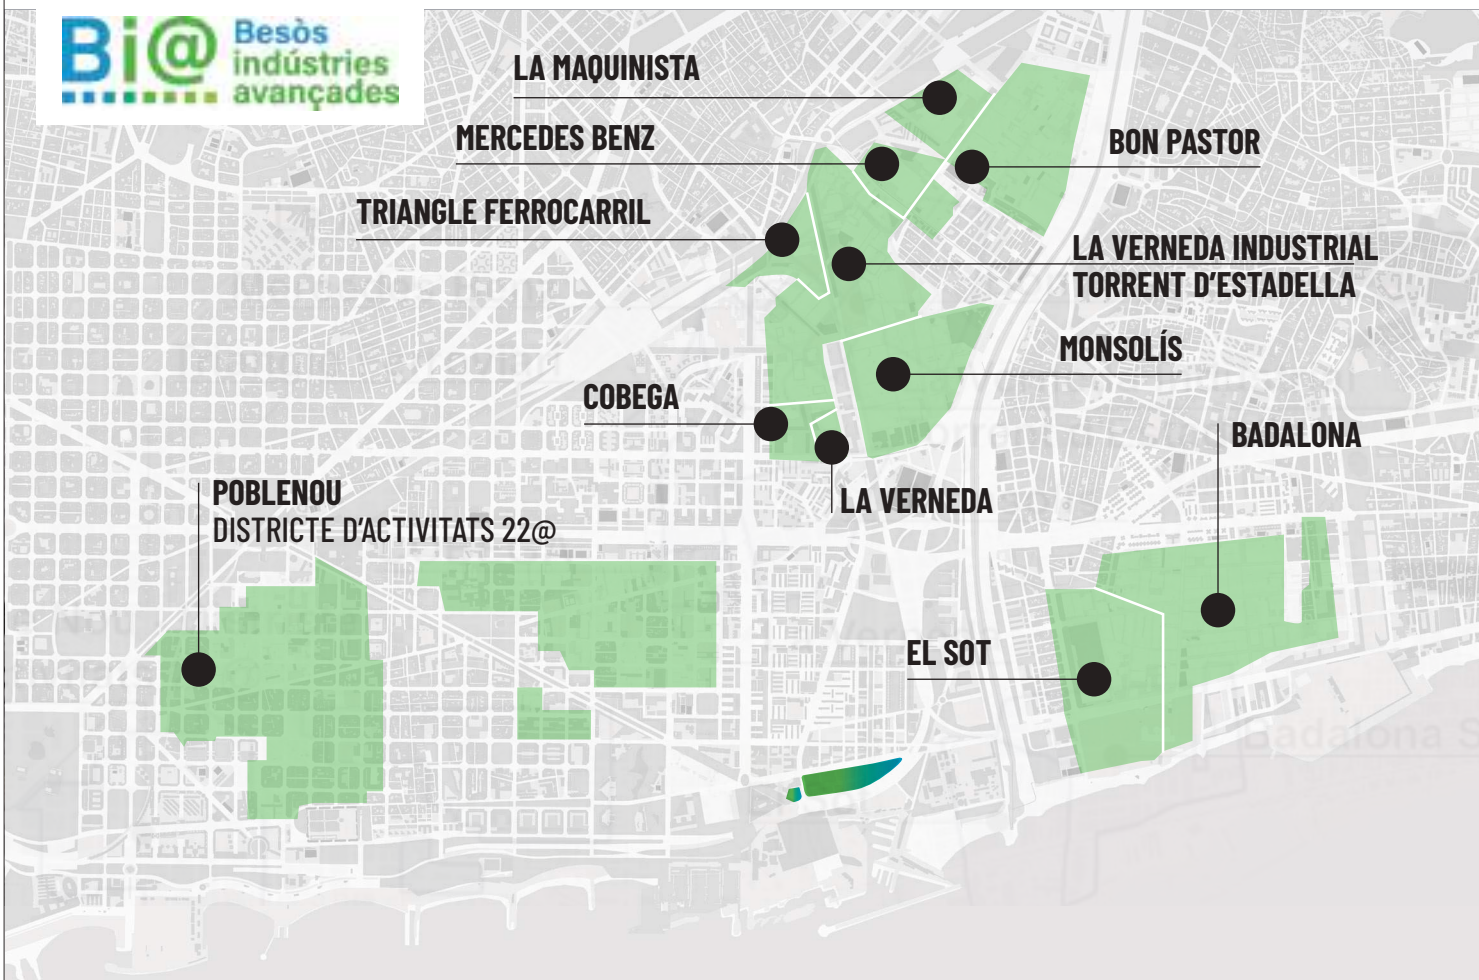 Bi@ Besòs
indústries
avançades
LA MAQUINISTA
MERCEDES BENZ
BON PASTOR
TRIANGLE FERROCARRIL
LA VERNEDA INDUSTRIAL
TORRENT D'ESTADELLA
MONSOLÍS
COBEGA
BADALONA
LA VERNEDA
POBLENOU
DISTRICTE D'ACTIVITATS 22@
EL SOT
Badalona S